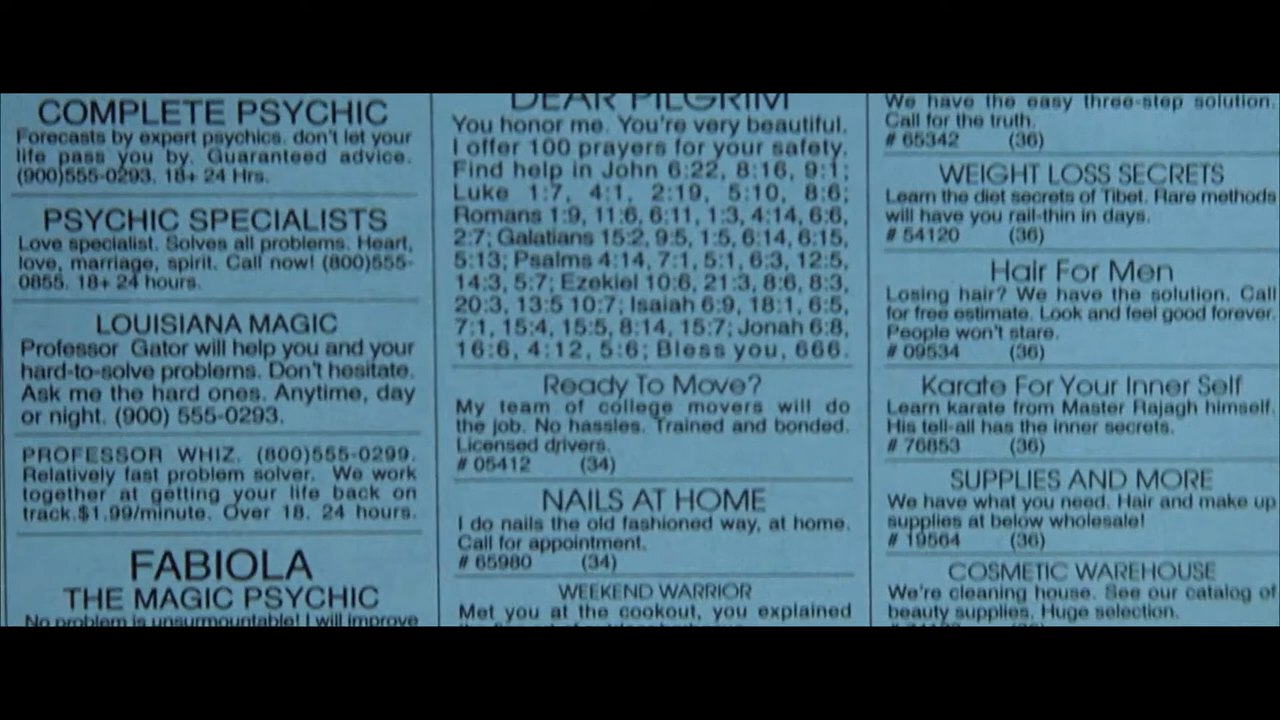 COMPLETE PSYCHIC
Forecasts by expert psychics. don't let your
life pass you by. Guaranteed advice.
(900)555-0293. 18+ 24 Hrs.
PSYCHIC SPECIALISTS
Love specialist. Solves all problems. Heart,
love, marriage, spirit. Call now! (800)555-
0855. 18+ 24 hours.
LOUISIANA MAGIC
Professor Gator will help you and your
hard-to-solve problems. Don't hesitate.
Ask me the hard ones. Anytime, day
or night. (900) 555-0293.
PROFESSOR WHIZ. (800)555-0299.
Relatively fast problem solver. We work
together at getting your life back on
track.$1.99/minute. Over 18. 24 hours.
FABIOLA
THE MAGIC PSYCHIC
No problem is unsurmountable! I will improve
DEAR PILGRIM
You honor me. You're very beautiful.
I offer 100 prayers for your safety.
Find help in John 6:22, 8:16, 9:1;
Luke 1:7, 4:1, 2:19, 5:10, 8:6;
Romans 1:9, 11:6, 6:11, 1:3, 4:14, 6:6,
2:7; Galatians 15:2, 9:5, 1:5, 6:14, 6:15,
5:13; Psalms 4:14, 7:1, 5:1, 6:3, 12:5,
14:3, 5:7; Ezekiel 10:6, 21:3, 8:6, 8:3,
20:3, 13:5 10:7; Isaiah 6:9, 18:1, 6:5,
7:1, 15:4, 15:5, 8:14, 15:7; Jonah 6:8,
16:6, 4:12, 5:6; Bless you, 666.
Ready To Move?
My team of college movers will do
the job. No hassles. Trained and bonded.
Licensed drivers.
# 05412 (34)
NAILS AT HOME
I do nails the old fashioned way, at home.
Call for appointment.
# 65980 (34)
WEEKEND WARRIOR
Met you at the cookout, you explained
We have the easy three-step solution.
Call for the truth.
# 65342 (36)
WEIGHT LOSS SECRETS
Learn the diet secrets of Tibet. Rare methods
will have you rail-thin in days.
# 54120 (36)
Hair For Men
Losing hair? We have the solution. Call
for free estimate. Look and feel good forever.
People won't stare.
# 09534 (36)
Karate For Your Inner Self
Learn karate from Master Rajagh himself.
His tell-all has the inner secrets.
# 76853 (36)
SUPPLIES AND MORE
We have what you need. Hair and make up
supplies at below wholesale!
# 19564 (36)
COSMETIC WAREHOUSE
We're cleaning house. See our catalog of
beauty supplies. Huge selection.